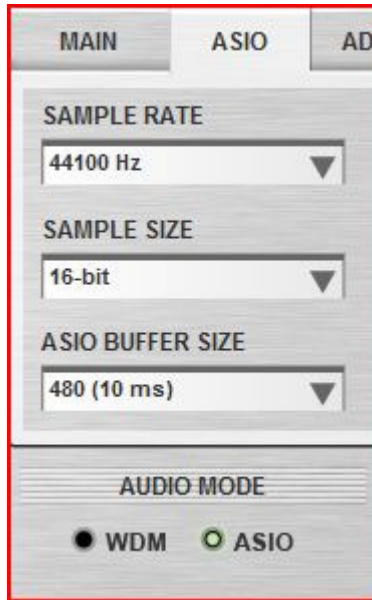 MAIN ASIO AD
SAMPLE RATE
44100 Hz
SAMPLE SIZE
16-bit
ASIO BUFFER SIZE
480 (10 ms)
AUDIO MODE
WDM ASIO